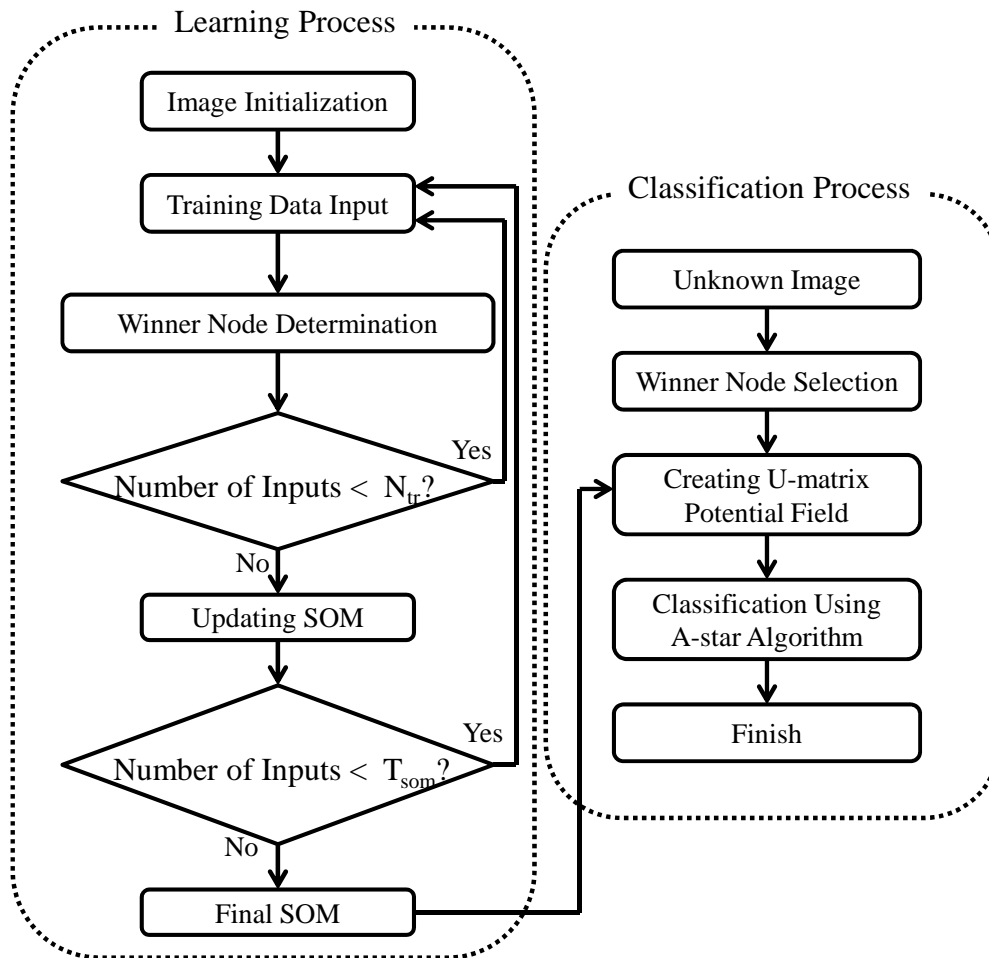 Learning Process
Image Initialization
Training Data Input
Winner Node Determination
Yes
Number of Inputs < N_tr?
No
Updating SOM
Yes
Number of Inputs < T_som?
No
Final SOM
Classification Process
Unknown Image
Winner Node Selection
Creating U-matrix
Potential Field
Classification Using
A-star Algorithm
Finish